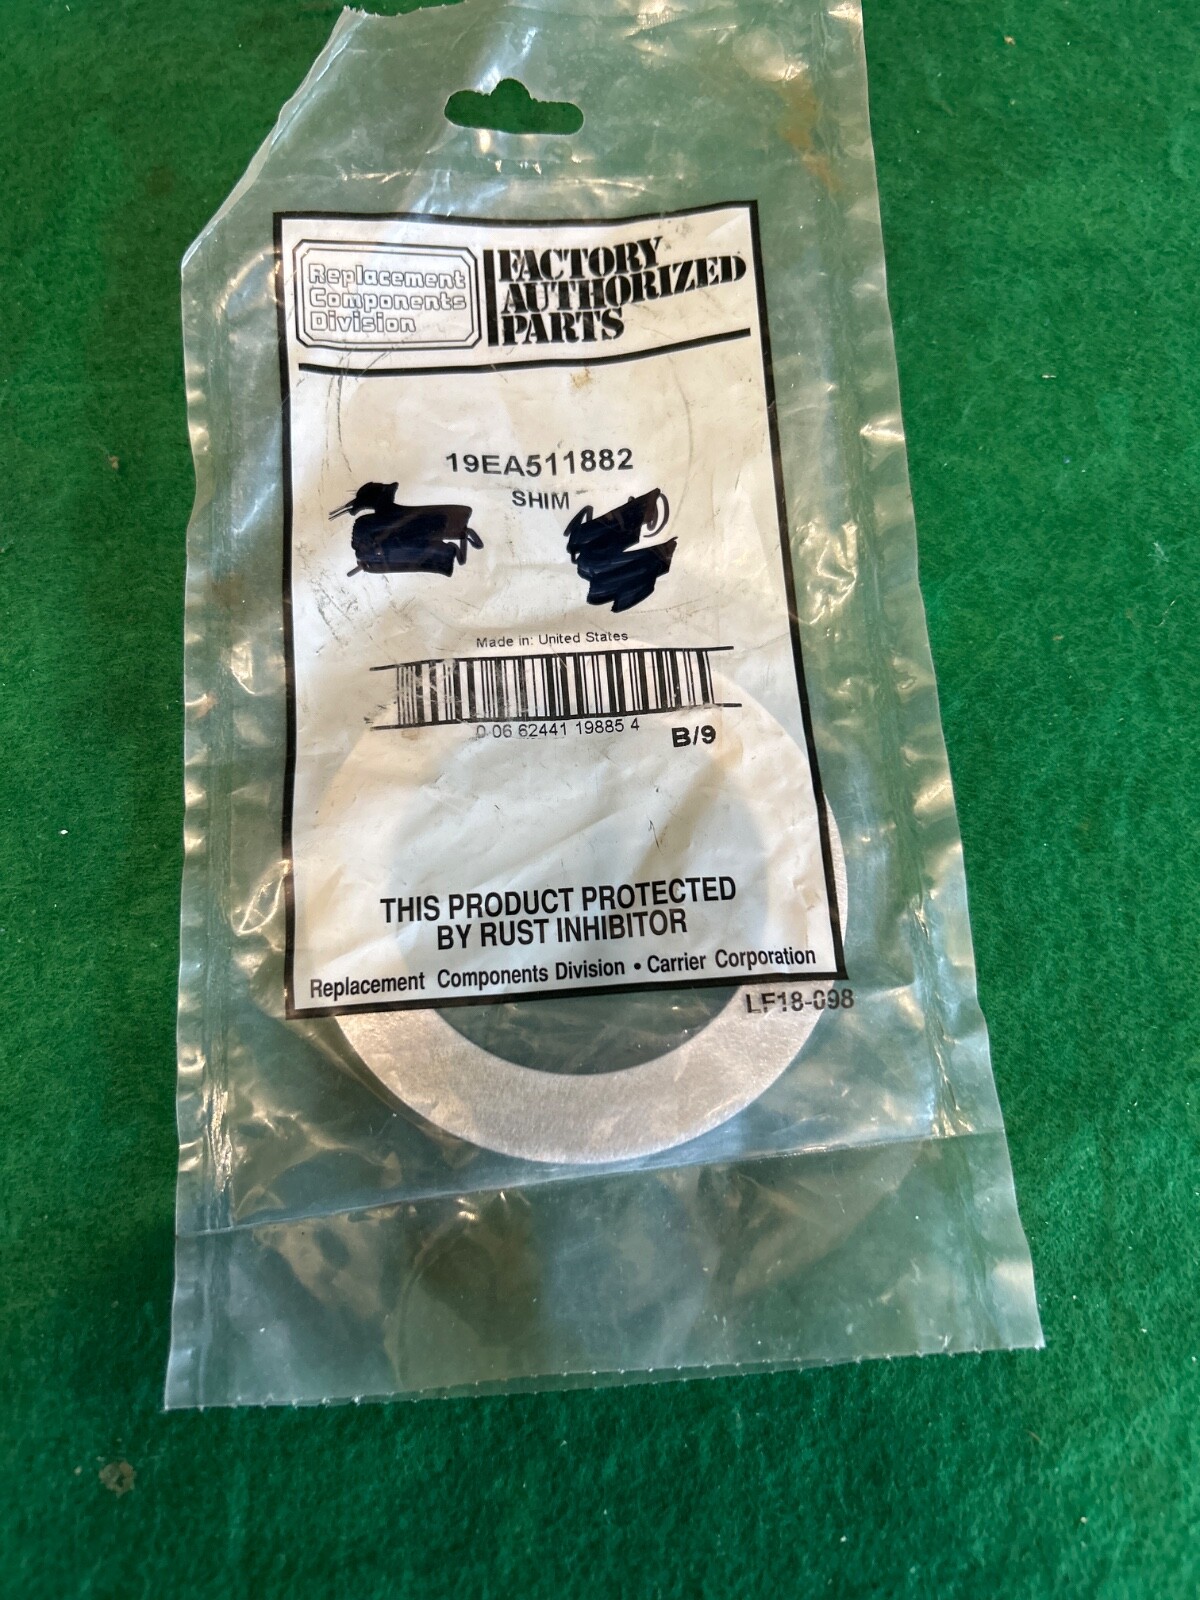 Replacement
Components
Division
FACTORY
AUTHORIZED
PARTS
19EA511882
SHIM
Made in: United States
0 06 62441 19885 4
B/9
THIS PRODUCT PROTECTED
BY RUST INHIBITOR
Replacement Components Division • Carrier Corporation
LF18-098